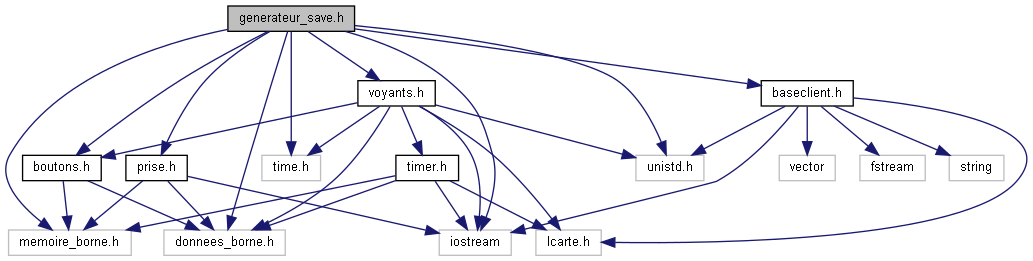 generateur_save.h
voyants.h
baseclient.h
boutons.h
prise.h
time.h
timer.h
unistd.h
vector
fstream
string
memoire_borne.h
donnees_borne.h
iostream
lcarte.h